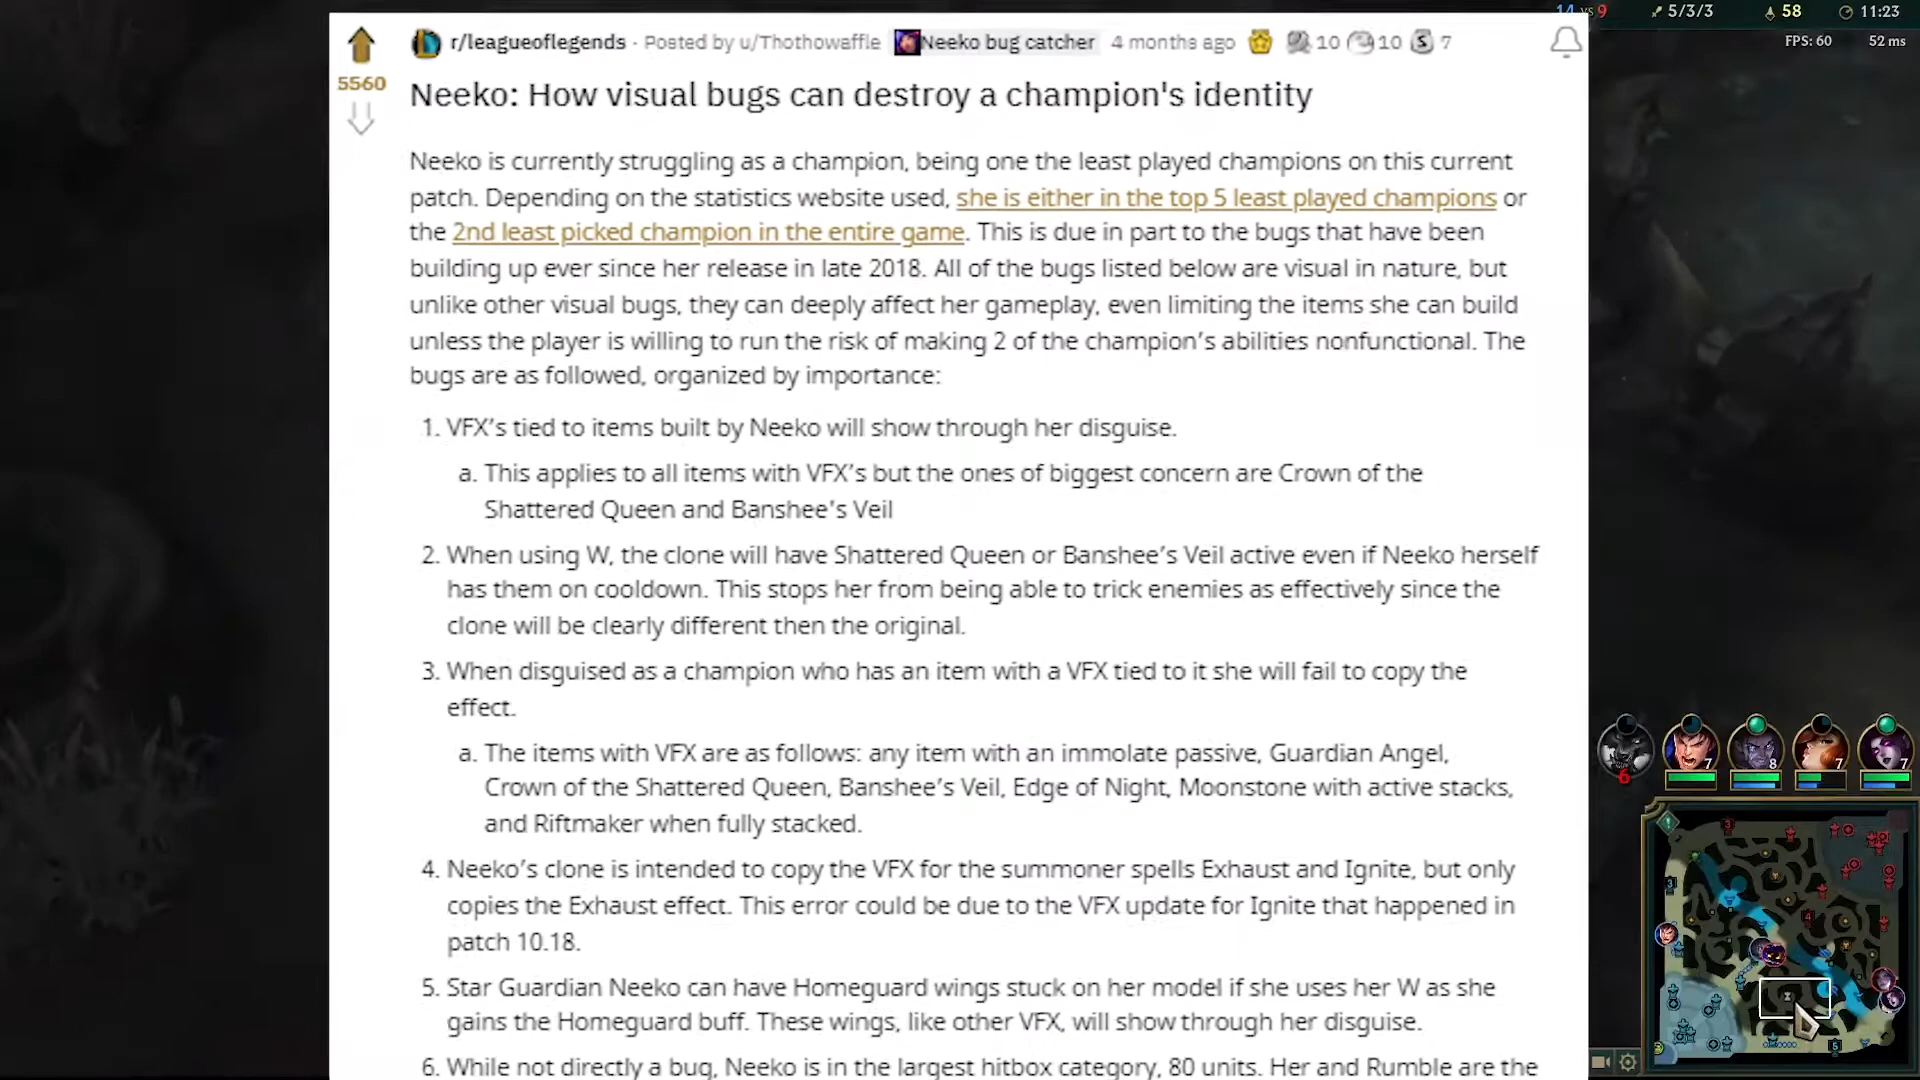 14 vs 9 5/3/3 58 11:23
FPS: 60 52 ms
r/leagueoflegends · Posted by u/Thothowaffle Neeko bug catcher 4 months ago 10 10 S 7
5560
Neeko: How visual bugs can destroy a champion's identity
Neeko is currently struggling as a champion, being one the least played champions on this current
patch. Depending on the statistics website used, she is either in the top 5 least played champions or
the 2nd least picked champion in the entire game. This is due in part to the bugs that have been
building up ever since her release in late 2018. All of the bugs listed below are visual in nature, but
unlike other visual bugs, they can deeply affect her gameplay, even limiting the items she can build
unless the player is willing to run the risk of making 2 of the champion's abilities nonfunctional. The
bugs are as followed, organized by importance:
1. VFX's tied to items built by Neeko will show through her disguise.
a. This applies to all items with VFX's but the ones of biggest concern are Crown of the
Shattered Queen and Banshee's Veil
2. When using W, the clone will have Shattered Queen or Banshee's Veil active even if Neeko herself
has them on cooldown. This stops her from being able to trick enemies as effectively since the
clone will be clearly different then the original.
3. When disguised as a champion who has an item with a VFX tied to it she will fail to copy the
effect.
a. The items with VFX are as follows: any item with an immolate passive, Guardian Angel,
Crown of the Shattered Queen, Banshee's Veil, Edge of Night, Moonstone with active stacks,
and Riftmaker when fully stacked.
4. Neeko's clone is intended to copy the VFX for the summoner spells Exhaust and Ignite, but only
copies the Exhaust effect. This error could be due to the VFX update for Ignite that happened in
patch 10.18.
5. Star Guardian Neeko can have Homeguard wings stuck on her model if she uses her W as she
gains the Homeguard buff. These wings, like other VFX, will show through her disguise.
6. While not directly a bug, Neeko is in the largest hitbox category, 80 units. Her and Rumble are the
6 7 8 7 7
3
3
4
5